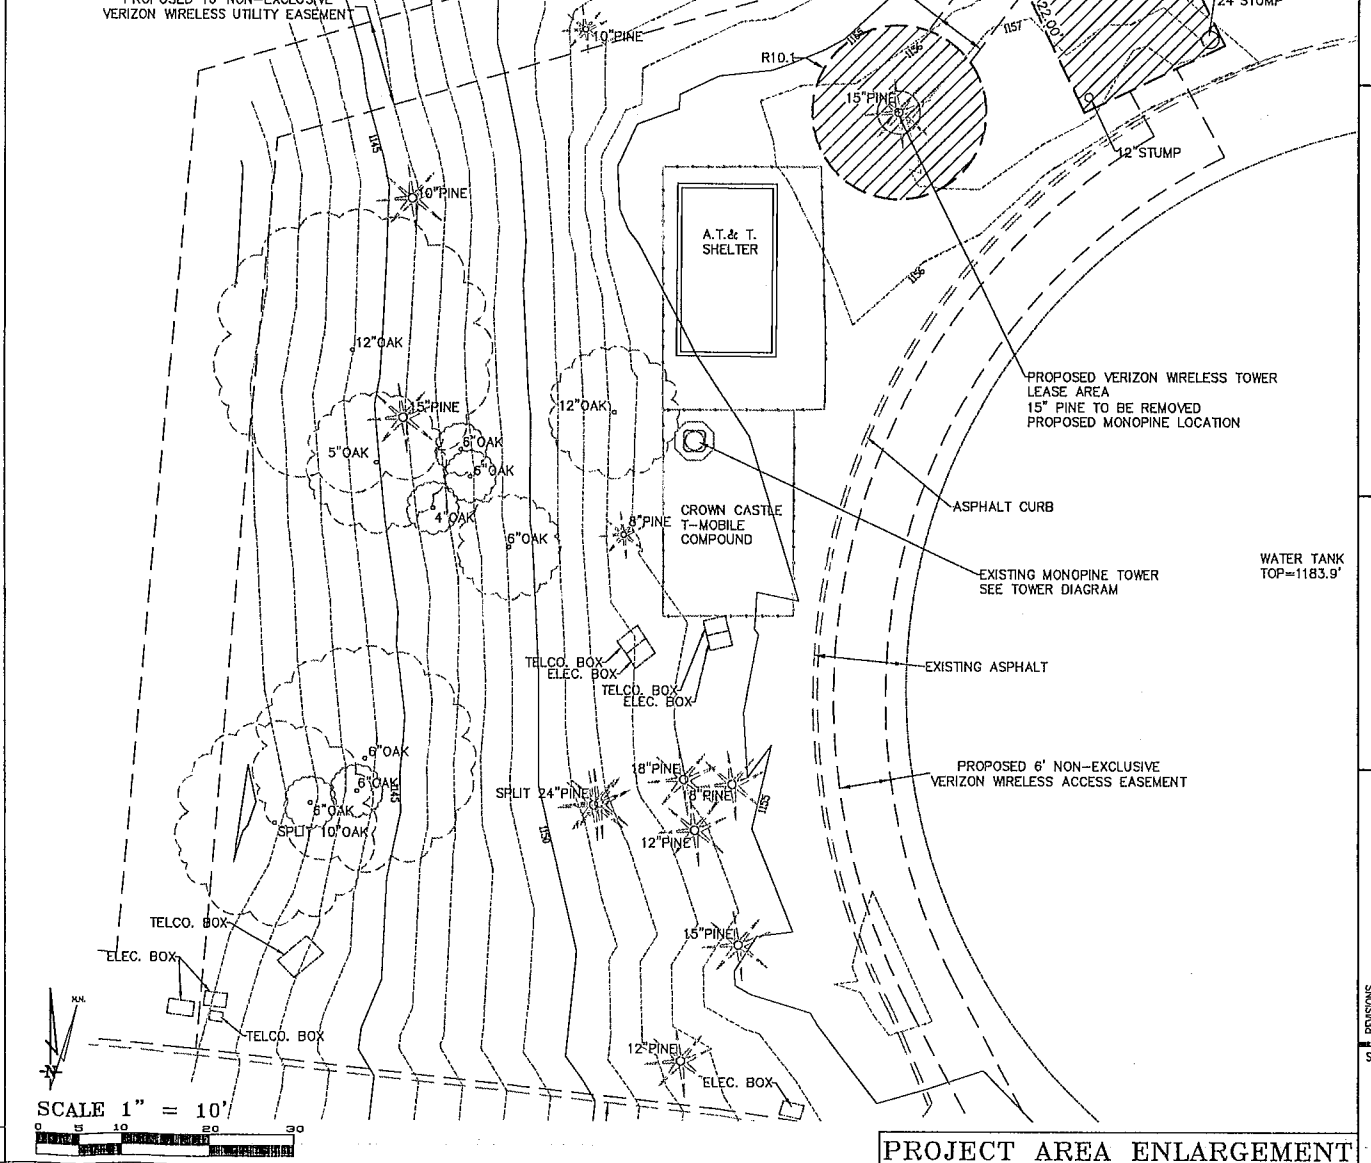 PROPOSED 10' NON-EXCLUSIVE
VERIZON WIRELESS UTILITY EASEMENT
10"PINE
24"STUMP
22.00'
1157
1156
1155
R10.1
15"PINE
12"STUMP
1145
10"PINE
A.T.& T.
SHELTER
1156
12"OAK
PROPOSED VERIZON WIRELESS TOWER
LEASE AREA
15" PINE TO BE REMOVED
PROPOSED MONOPINE LOCATION
15"PINE
12"OAK
6"OAK
5"OAK
6"OAK
4"OAK
6"OAK
8"PINE
CROWN CASTLE
T-MOBILE
COMPOUND
ASPHALT CURB
WATER TANK
TOP=1183.9'
EXISTING MONOPINE TOWER
SEE TOWER DIAGRAM
TELCO. BOX
ELEC. BOX
TELCO. BOX
ELEC. BOX
EXISTING ASPHALT
6"OAK
6"OAK
1145
6"OAK
SPLIT 10"OAK
SPLIT 24"PINE
18"PINE
8"PINE
12"PINE
1155
1150
PROPOSED 6' NON-EXCLUSIVE
VERIZON WIRELESS ACCESS EASEMENT
TELCO. BOX
15"PINE
ELEC. BOX
M.N.
TELCO. BOX
12"PINE
ELEC. BOX
N
SCALE 1" = 10'
0 5 10 20 30
PROJECT AREA ENLARGEMENT